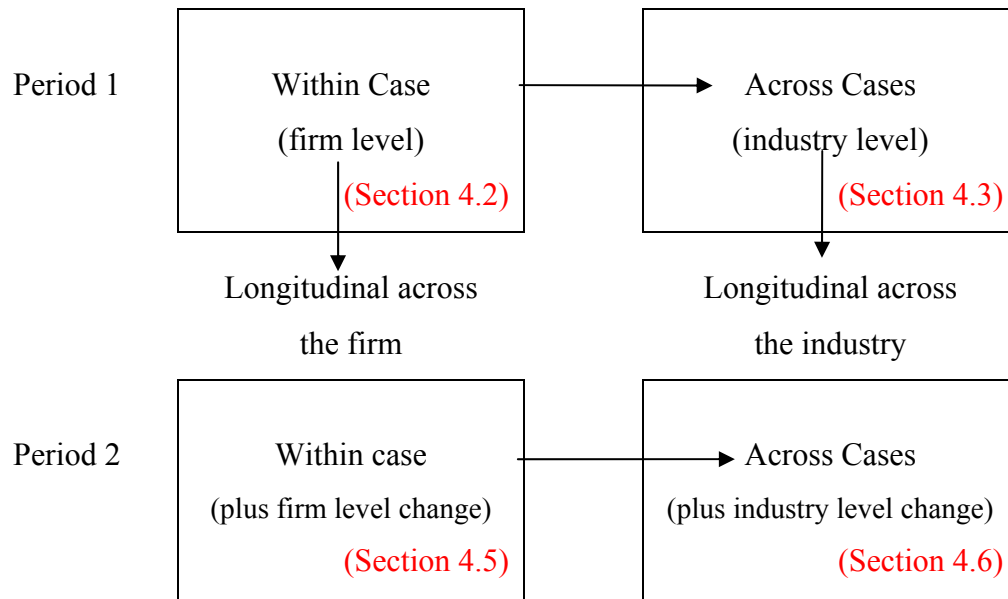 Period 1
Within Case
(firm level)
(Section 4.2)
Across Cases
(industry level)
(Section 4.3)
Longitudinal across
the firm
Longitudinal across
the industry
Period 2
Within case
(plus firm level change)
(Section 4.5)
Across Cases
(plus industry level change)
(Section 4.6)